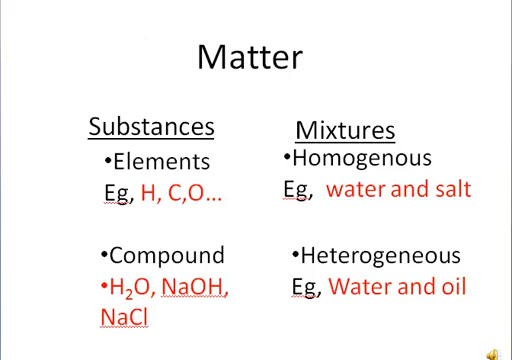 Matter
Substances
•Elements
Eg, H, C,O...
•Compound
•H₂O, NaOH,
NaCl
Mixtures
•Homogenous
Eg, water and salt
•Heterogeneous
Eg, Water and oil